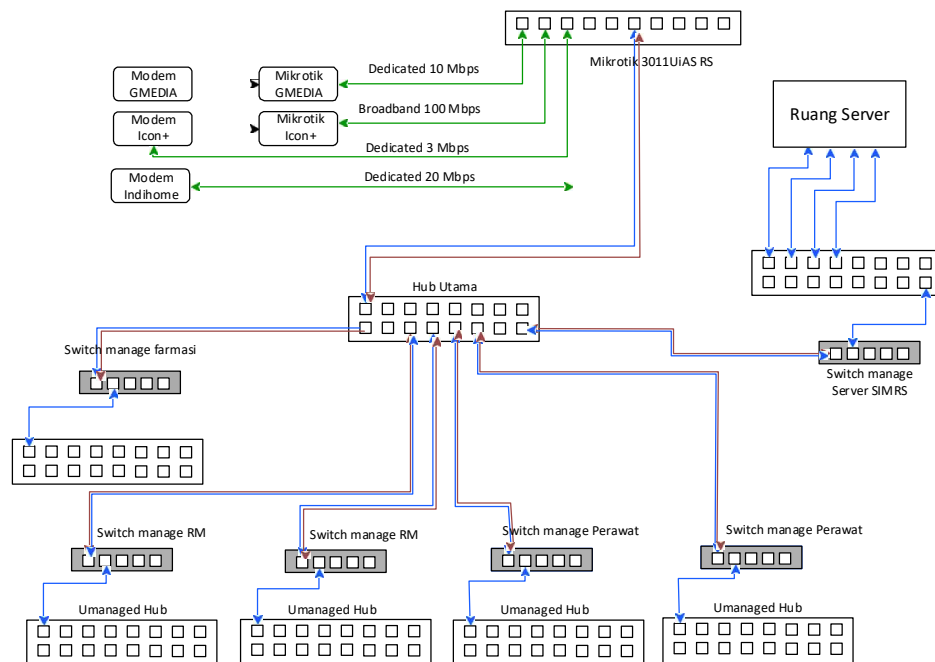 Mikrotik 3011UiAS RS
Modem
GMEDIA
Mikrotik
GMEDIA
Dedicated 10 Mbps
Modem
Icon+
Mikrotik
Icon+
Broadband 100 Mbps
Dedicated 3 Mbps
Modem
Indihome
Dedicated 20 Mbps
Ruang Server
Hub Utama
Switch manage farmasi
Switch manage
Server SIMRS
Switch manage RM
Switch manage RM
Switch manage Perawat
Switch manage Perawat
Umanaged Hub
Umanaged Hub
Umanaged Hub
Umanaged Hub